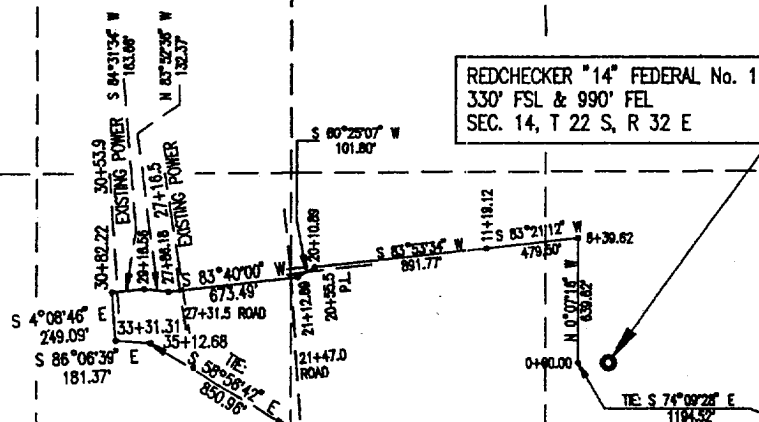 S 84°31'34" W
163.66'
N 83°52'36" W
132.37'
REDCHECKER "14" FEDERAL No. 1
330' FSL & 990' FEL
SEC. 14, T 22 S, R 32 E
S 60°25'07" W
101.80'
30+53.9
EXISTING POWER
27+16.5
EXISTING POWER
30+82.22
29+18.56
27+86.18
S 83°40'00" W
673.49'
27+31.5 ROAD
20+10.89
21+12.69
20+55.5
P.L.
S 83°53'34" W
891.77'
11+19.12
S 83°21'12" W
479.50'
6+39.62
N 0°07'16" W
639.62'
0+00.00
S 4°08'46" E
249.09'
33+31.31
35+12.68
S 86°06'39" E
181.37'
TIE:
S 58°58'42" E
850.96'
21+47.0
ROAD
TIE: S 74°09'28" E
1194.52'